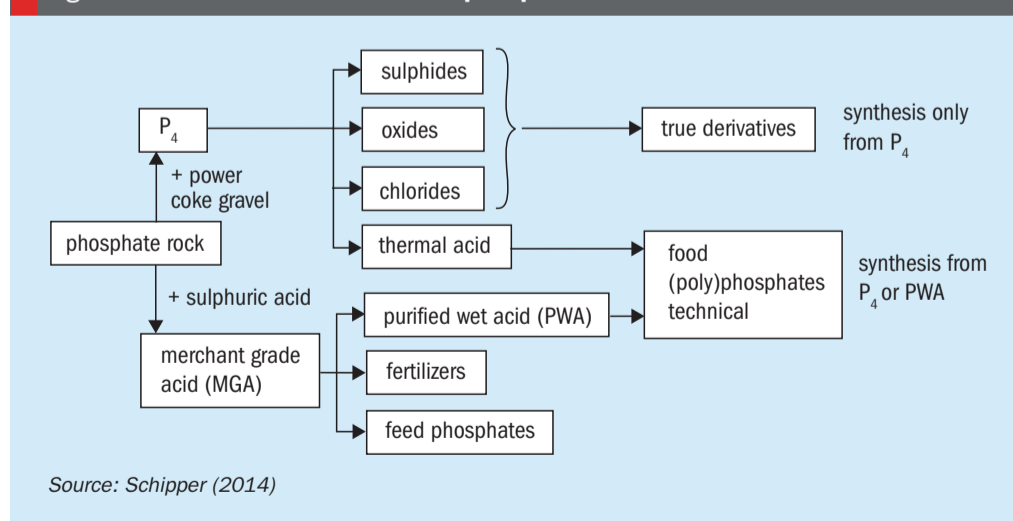 sulphides
P₄
oxides
true derivatives
synthesis only
from P₄
+ power
coke gravel
chlorides
phosphate rock
thermal acid
food
(poly)phosphates
technical
synthesis from
P₄ or PWA
+ sulphuric acid
purified wet acid (PWA)
merchant grade
acid (MGA)
fertilizers
feed phosphates
Source: Schipper (2014)